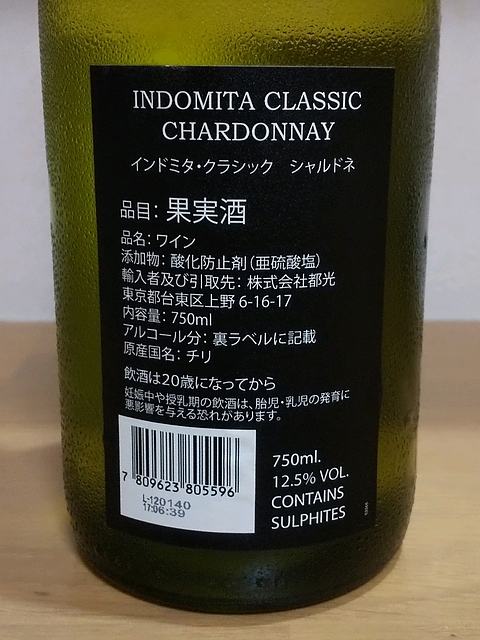 INDOMITA CLASSIC
CHARDONNAY
インドミタ・クラシック シャルドネ
品目：果実酒
品名：ワイン
添加物：酸化防止剤（亜硫酸塩）
輸入者及び引取先：株式会社都光
東京都台東区上野 6-16-17
内容量：750ml
アルコール分：裏ラベルに記載
原産国名：チリ
飲酒は20歳になってから
妊娠中や授乳期の飲酒は、胎児・乳児の発育に
悪影響を与える恐れがあります。
7 809623 805596
L-120140
17:06:39
750ml.
12.5% VOL.
CONTAINS
SULPHITES